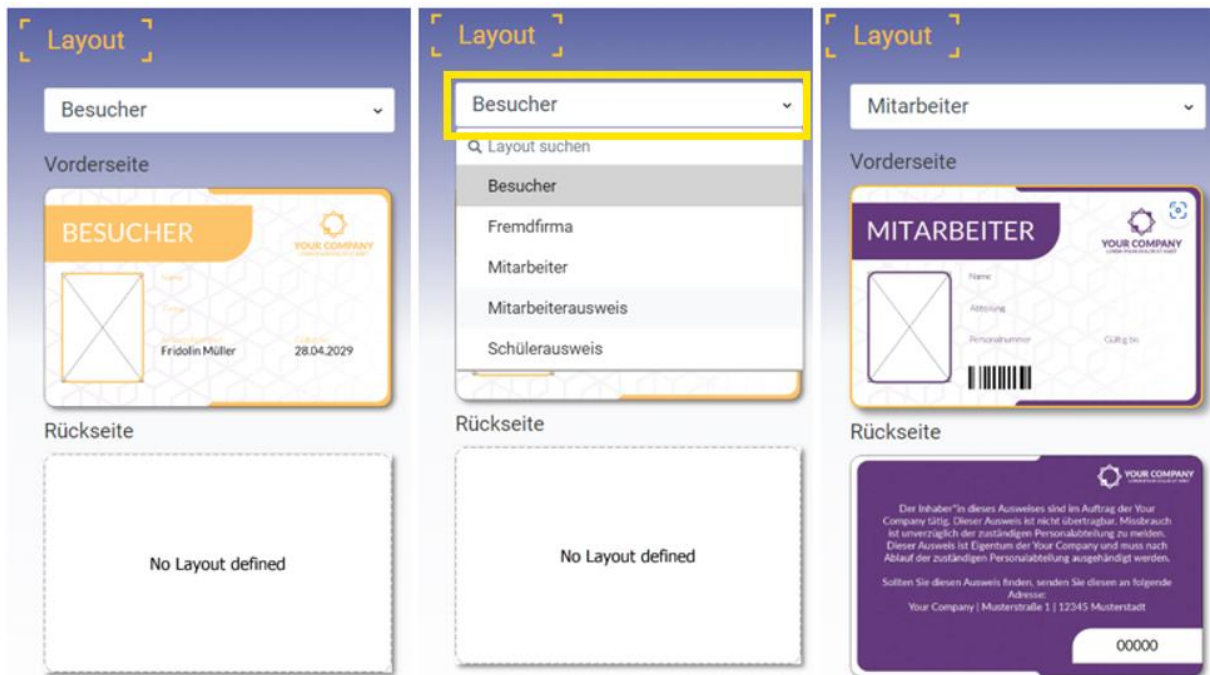 Layout
Besucher
Vorderseite
BESUCHER
YOUR COMPANY
Name
Gültig bis
Fridolin Müller
28.04.2029
Rückseite
No Layout defined
Layout
Besucher
Layout suchen
Besucher
Fremdfirma
Mitarbeiter
Mitarbeiterausweis
Schülerausweis
Rückseite
No Layout defined
Layout
Mitarbeiter
Vorderseite
MITARBEITER
YOUR COMPANY
Name
Abteilung
Personalnummer
Gültig bis
Rückseite
YOUR COMPANY
Der Inhaber*in dieses Ausweises sind im Auftrag der Your
Company tätig. Dieser Ausweis ist nicht übertragbar. Missbrauch
ist unverzüglich der zuständigen Personalabteilung zu melden.
Dieser Ausweis ist Eigentum der Your Company und muss nach
Ablauf der zuständigen Personalabteilung ausgehändigt werden.
Sollten Sie diesen Ausweis finden, senden Sie diesen an folgende
Adresse:
Your Company | Musterstraße 1 | 12345 Musterstadt
00000